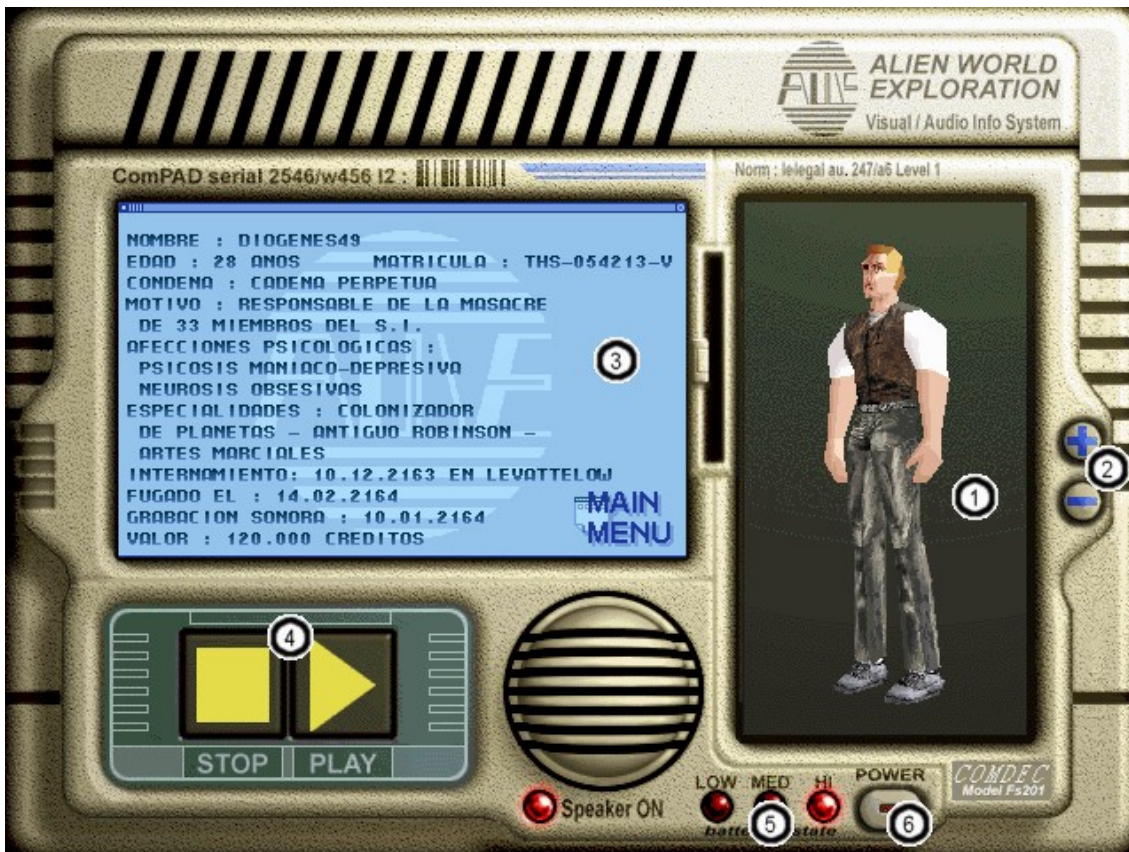 ALIEN WORLD
EXPLORATION
Visual / Audio Info System
ComPAD serial 2546/w456 I2 :
Norm : lelegal au. 247/a6 Level 1
NOMBRE : DIOGENES49
EDAD : 28 ANOS MATRICULA : THS-054213-V
CONDENA : CADENA PERPETUA
MOTIVO : RESPONSABLE DE LA MASACRE
DE 33 MIEMBROS DEL S.I.
AFECCIONES PSICOLOGICAS :
PSICOSIS MANIACO-DEPRESIVA
NEUROSIS OBSESIVAS
ESPECIALIDADES : COLONIZADOR
DE PLANETAS - ANTIGUO ROBINSON -
ARTES MARCIALES
INTERNAMIENTO: 10.12.2163 EN LEVATTELOW
FUGADO EL : 14.02.2164
GRABACION SONORA : 10.01.2164
VALOR : 120.000 CREDITOS
MAIN
MENU
3
1
2
4
STOP PLAY
Speaker ON
LOW MED HI POWER
state
5
6
COMDEC
Model Fs201